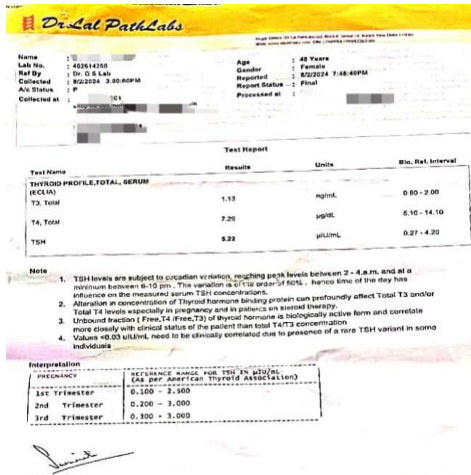 Dr Lal PathLabs
Name :
Lab No. : 462614250
Ref By : Dr. G S Lab
Collected : 8/2/2024 3:00:00PM
A/c Status : P
Collected at :
Age : 48 Years
Gender : Female
Reported : 8/2/2024 7:48:40PM
Report Status : Final
Processed at :
Test Report
Test Name Results Units Bio. Ref. Interval
THYROID PROFILE,TOTAL, SERUM
(ECLIA)
T3, Total 1.13 ng/mL 0.80 - 2.00
T4, Total 7.25 µg/dL 5.10 - 14.10
TSH 5.22 µIU/mL 0.27 - 4.20
Note
1. TSH levels are subject to circadian variation, reaching peak levels between 2 - 4.a.m. and at a
minimum between 6-10 pm . The variation is of the order of 50% . hence time of the day has
influence on the measured serum TSH concentrations.
2. Alteration in concentration of Thyroid hormone binding protein can profoundly affect Total T3 and/or
Total T4 levels especially in pregnancy and in patients on steroid therapy.
3. Unbound fraction ( Free,T4 /Free,T3) of thyroid hormone is biologically active form and correlate
more closely with clinical status of the patient than total T4/T3 concentration
4. Values <0.03 uIU/mL need to be clinically correlated due to presence of a rare TSH variant in some
individuals
Interpretation
PREGNANCY REFERENCE RANGE FOR TSH IN µIU/mL
(As per American Thyroid Association)
1st Trimester 0.100 - 2.500
2nd Trimester 0.200 - 3.000
3rd Trimester 0.300 - 3.000